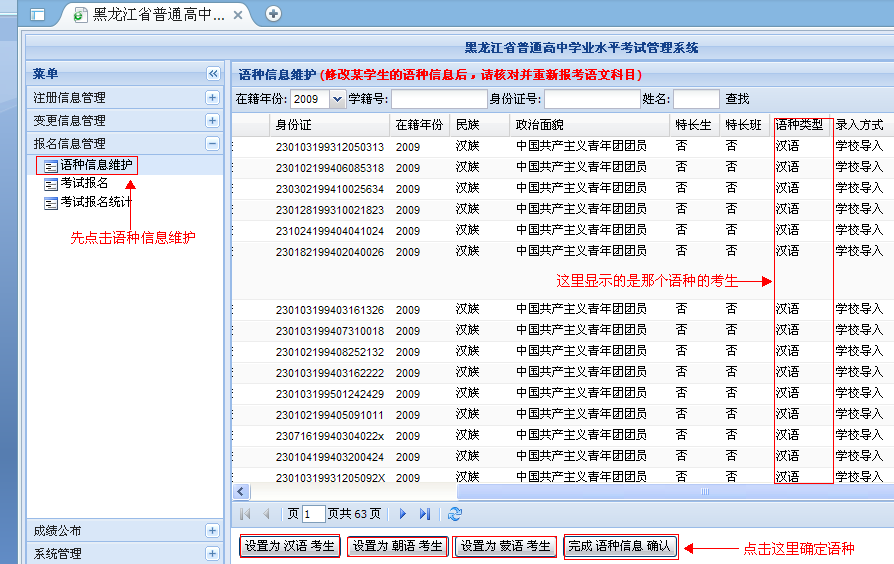 黑龙江省普通高中...
黑龙江省普通高中学业水平考试管理系统
菜单
注册信息管理
变更信息管理
报名信息管理
语种信息维护
考试报名
考试报名统计
先点击语种信息维护
成绩公布
系统管理
语种信息维护 (修改某学生的语种信息后，请核对并重新报考语文科目)
在籍年份: 2009 学籍号: 身份证号: 姓名: 查找
身份证 在籍年份 民族 政治面貌 特长生 特长班 语种类型 录入方式
230103199312050313 2009 汉族 中国共产主义青年团团员 否 否 汉语 学校导入
230102199406085318 2009 汉族 中国共产主义青年团团员 否 否 汉语 学校导入
230302199410025634 2009 汉族 中国共产主义青年团团员 否 否 汉语 学校导入
230128199310021823 2009 汉族 中国共产主义青年团团员 否 否 汉语 学校导入
231024199404041024 2009 汉族 中国共产主义青年团团员 否 否 汉语 学校导入
230182199402040026 2009 汉族 中国共产主义青年团团员 否 否 汉语 学校导入
这里显示的是那个语种的考生
230103199403161326 2009 汉族 中国共产主义青年团团员 否 否 汉语 学校导入
230103199407310018 2009 汉族 中国共产主义青年团团员 否 否 汉语 学校导入
230102199408252132 2009 汉族 中国共产主义青年团团员 否 否 汉语 学校导入
230103199403162222 2009 汉族 中国共产主义青年团团员 否 否 汉语 学校导入
230103199501242429 2009 汉族 中国共产主义青年团团员 否 否 汉语 学校导入
230102199405091011 2009 汉族 中国共产主义青年团团员 否 否 汉语 学校导入
23071619940304022x 2009 汉族 中国共产主义青年团团员 否 否 汉语 学校导入
230104199403200424 2009 汉族 中国共产主义青年团团员 否 否 汉语 学校导入
23010319931205092X 2009 汉族 中国共产主义青年团团员 否 否 汉语 学校导入
页 1 页共 63 页
设置为 汉语 考生 设置为 朝语 考生 设置为 蒙语 考生 完成 语种信息 确认 点击这里确定语种